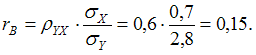 r_B = ρ_YX · σ_X/σ_Y = 0,6 · 0,7/2,8 = 0,15.